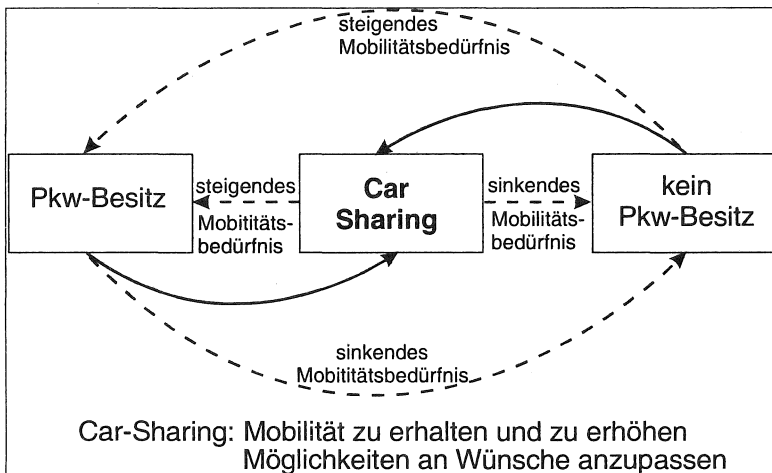 steigendes
Mobilitätsbedürfnis
Pkw-Besitz
steigendes
Mobititäts-
bedürfnis
Car
Sharing
sinkendes
Mobilitäts-
bedürfnis
kein
Pkw-Besitz
sinkendes
Mobititätsbedürfnis
Car-Sharing: Mobilität zu erhalten und zu erhöhen
Möglichkeiten an Wünsche anzupassen